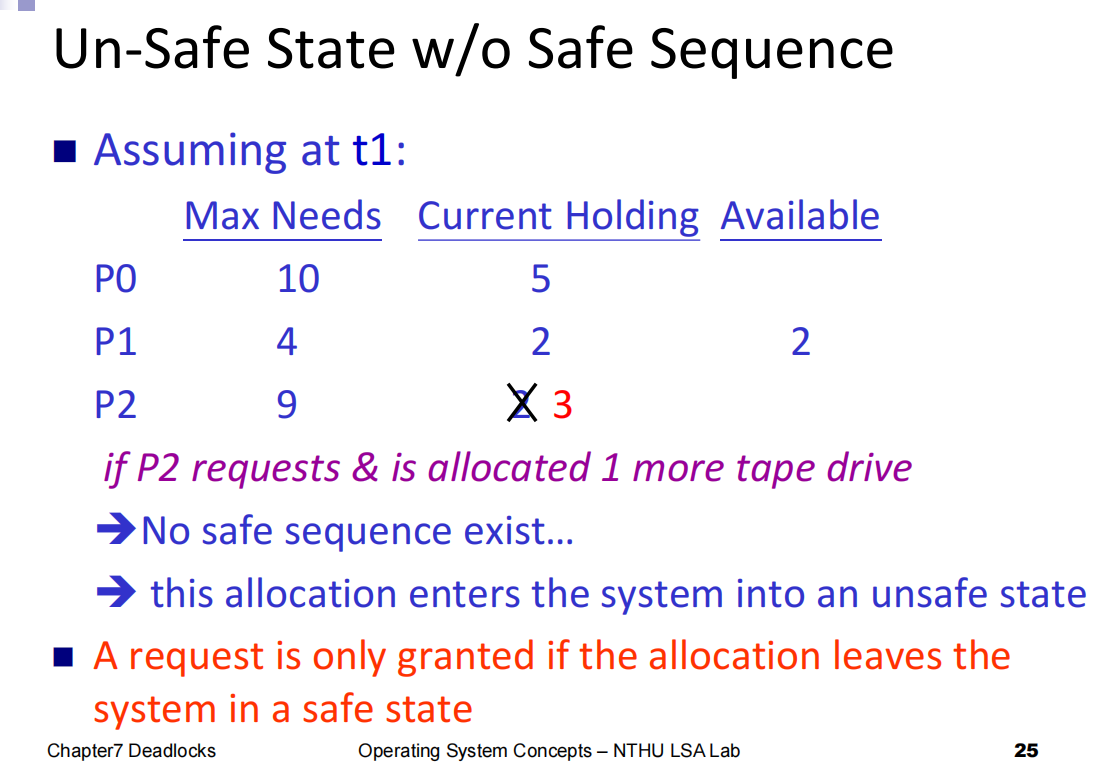 Un-Safe State w/o Safe Sequence
Assuming at t1:
Max Needs Current Holding Available
P0 10 5
P1 4 2 2
P2 9 2 3
if P2 requests & is allocated 1 more tape drive
➔No safe sequence exist…
➔ this allocation enters the system into an unsafe state
A request is only granted if the allocation leaves the
system in a safe state
Chapter7 Deadlocks Operating System Concepts – NTHU LSA Lab 25